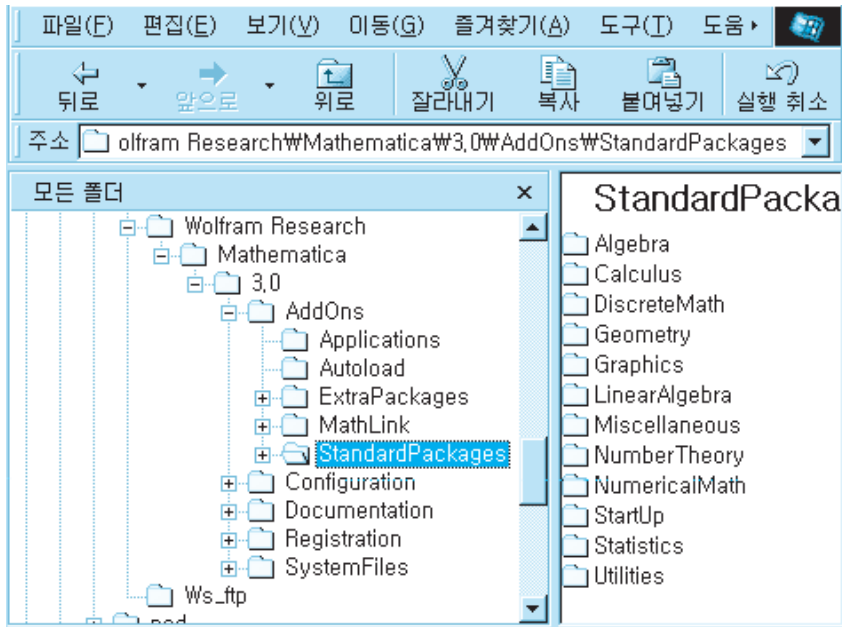 파일(F) 편집(E) 보기(V) 이동(G) 즐겨찾기(A) 도구(T) 도움
뒤로 앞으로 위로 잘라내기 복사 붙여넣기 실행 취소
주소 olfram Research₩Mathematica₩3,0₩AddOns₩StandardPackages
모든 폴더
Wolfram Research
Mathematica
3,0
AddOns
Applications
Autoload
ExtraPackages
MathLink
StandardPackages
Configuration
Documentation
Registration
SystemFiles
Ws_ftp
StandardPacka
Algebra
Calculus
DiscreteMath
Geometry
Graphics
LinearAlgebra
Miscellaneous
NumberTheory
NumericalMath
StartUp
Statistics
Utilities